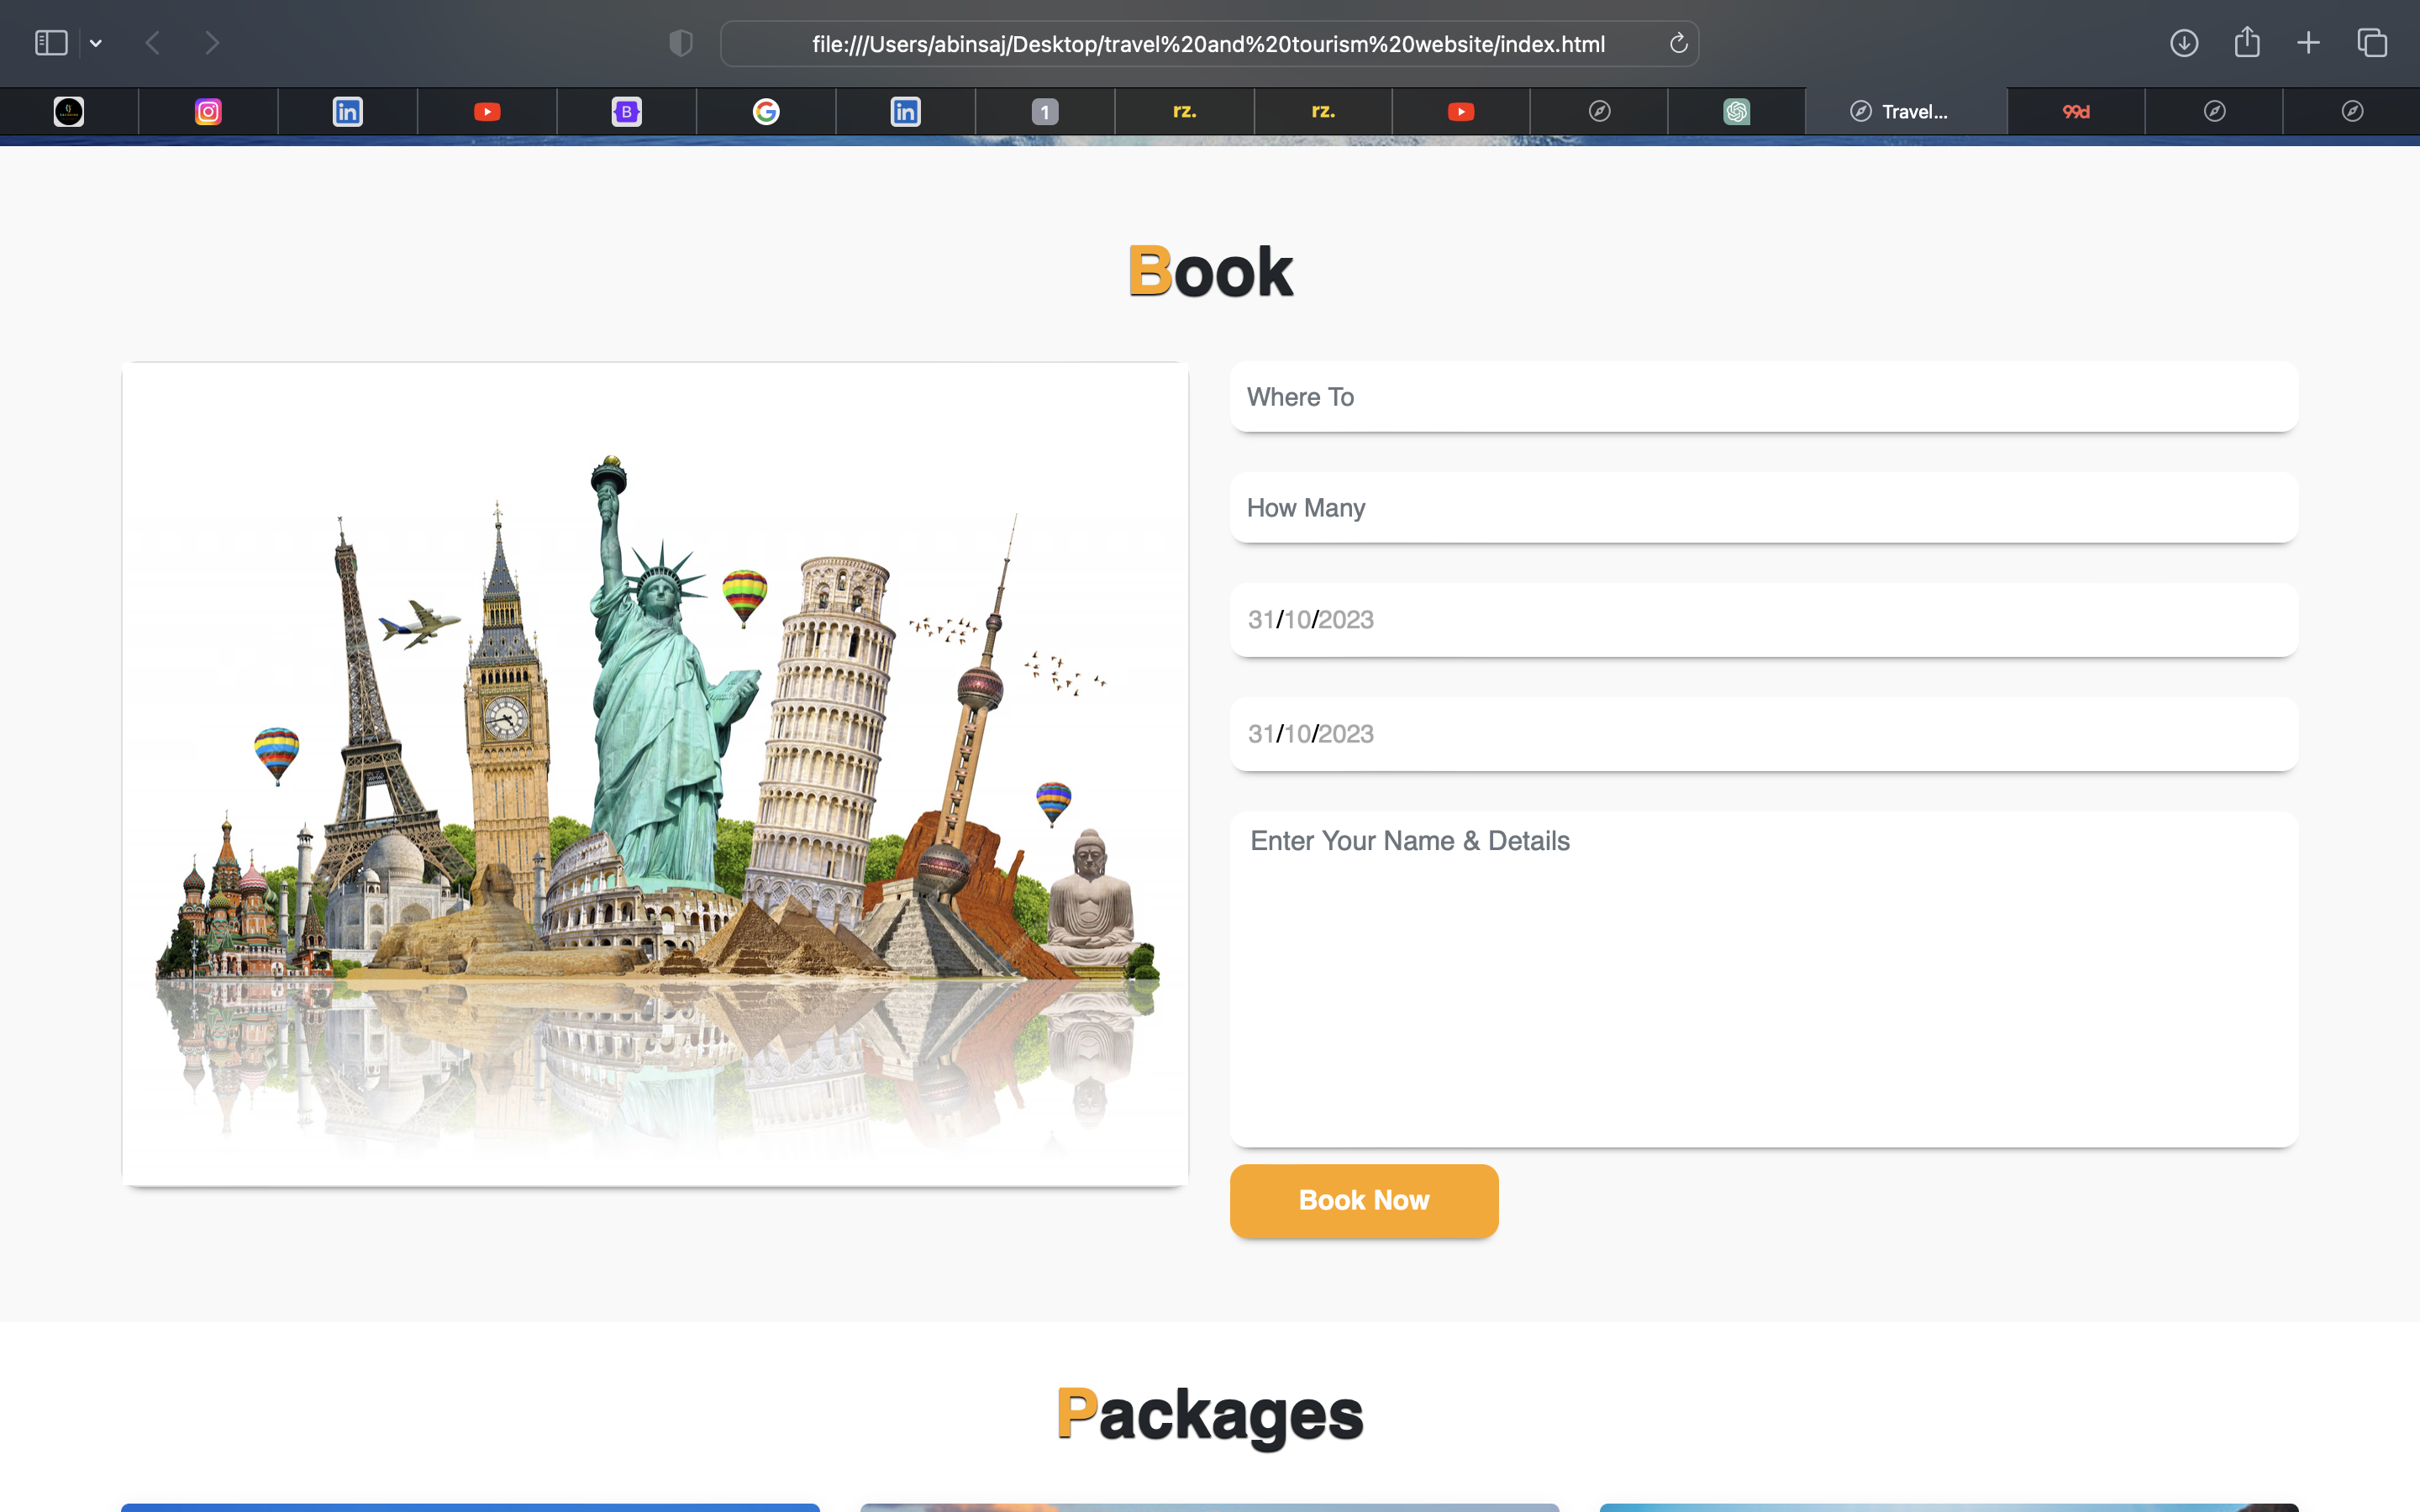 file:///Users/abinsaj/Desktop/travel%20and%20tourism%20website/index.html
1
rz.
rz.
Travel...
99d
Book
Where To
How Many
31/10/2023
31/10/2023
Enter Your Name & Details
Book Now
Packages